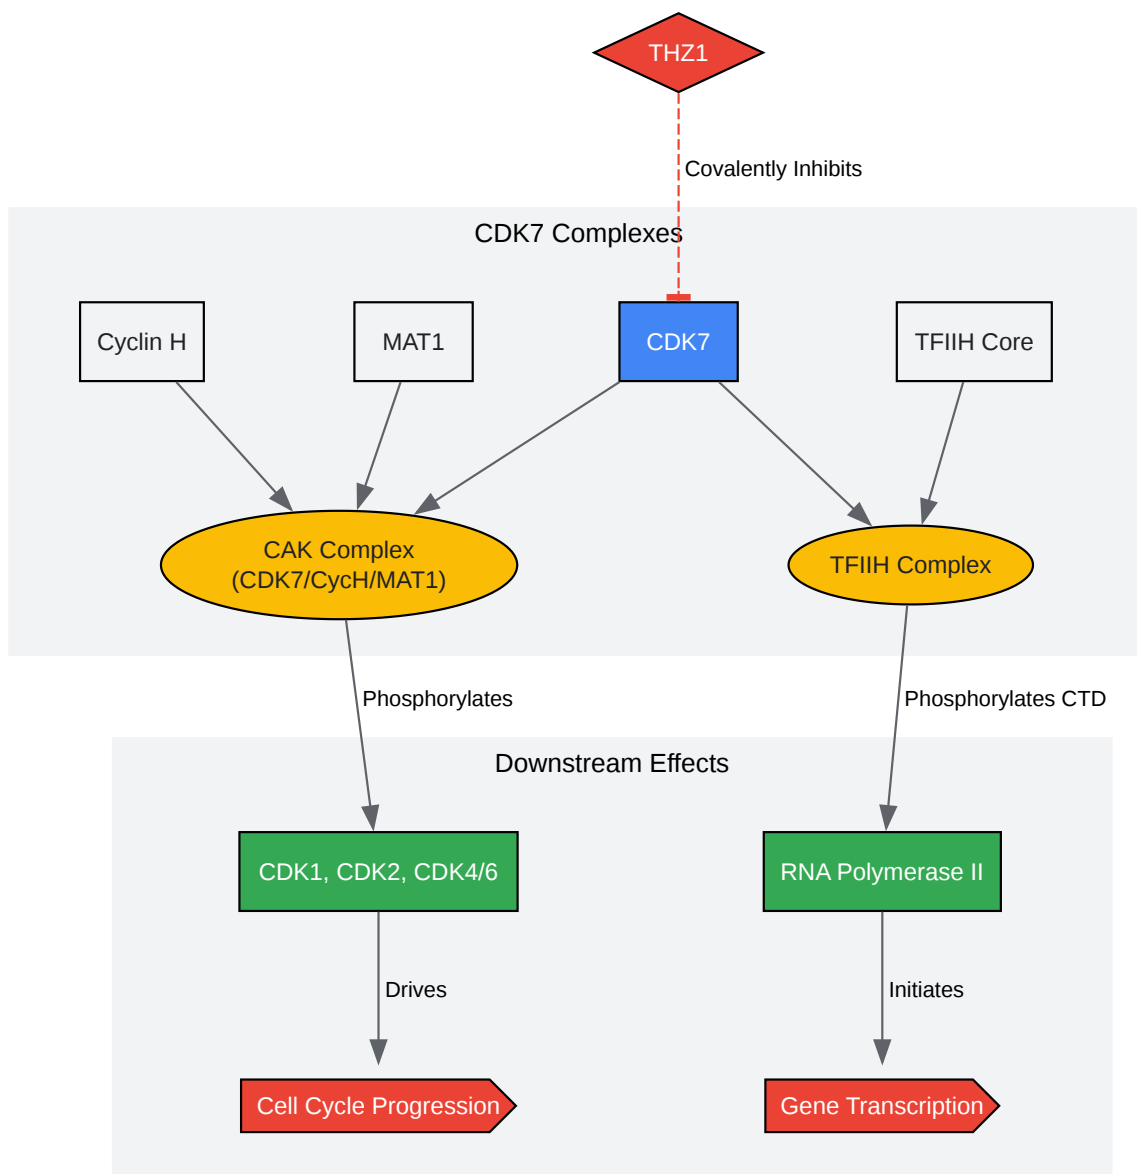 THZ1
Covalently Inhibits
CDK7 Complexes
Cyclin H
MAT1
CDK7
TFIIH Core
CAK Complex
(CDK7/CycH/MAT1)
TFIIH Complex
Phosphorylates
Phosphorylates CTD
Downstream Effects
CDK1, CDK2, CDK4/6
RNA Polymerase II
Drives
Initiates
Cell Cycle Progression
Gene Transcription